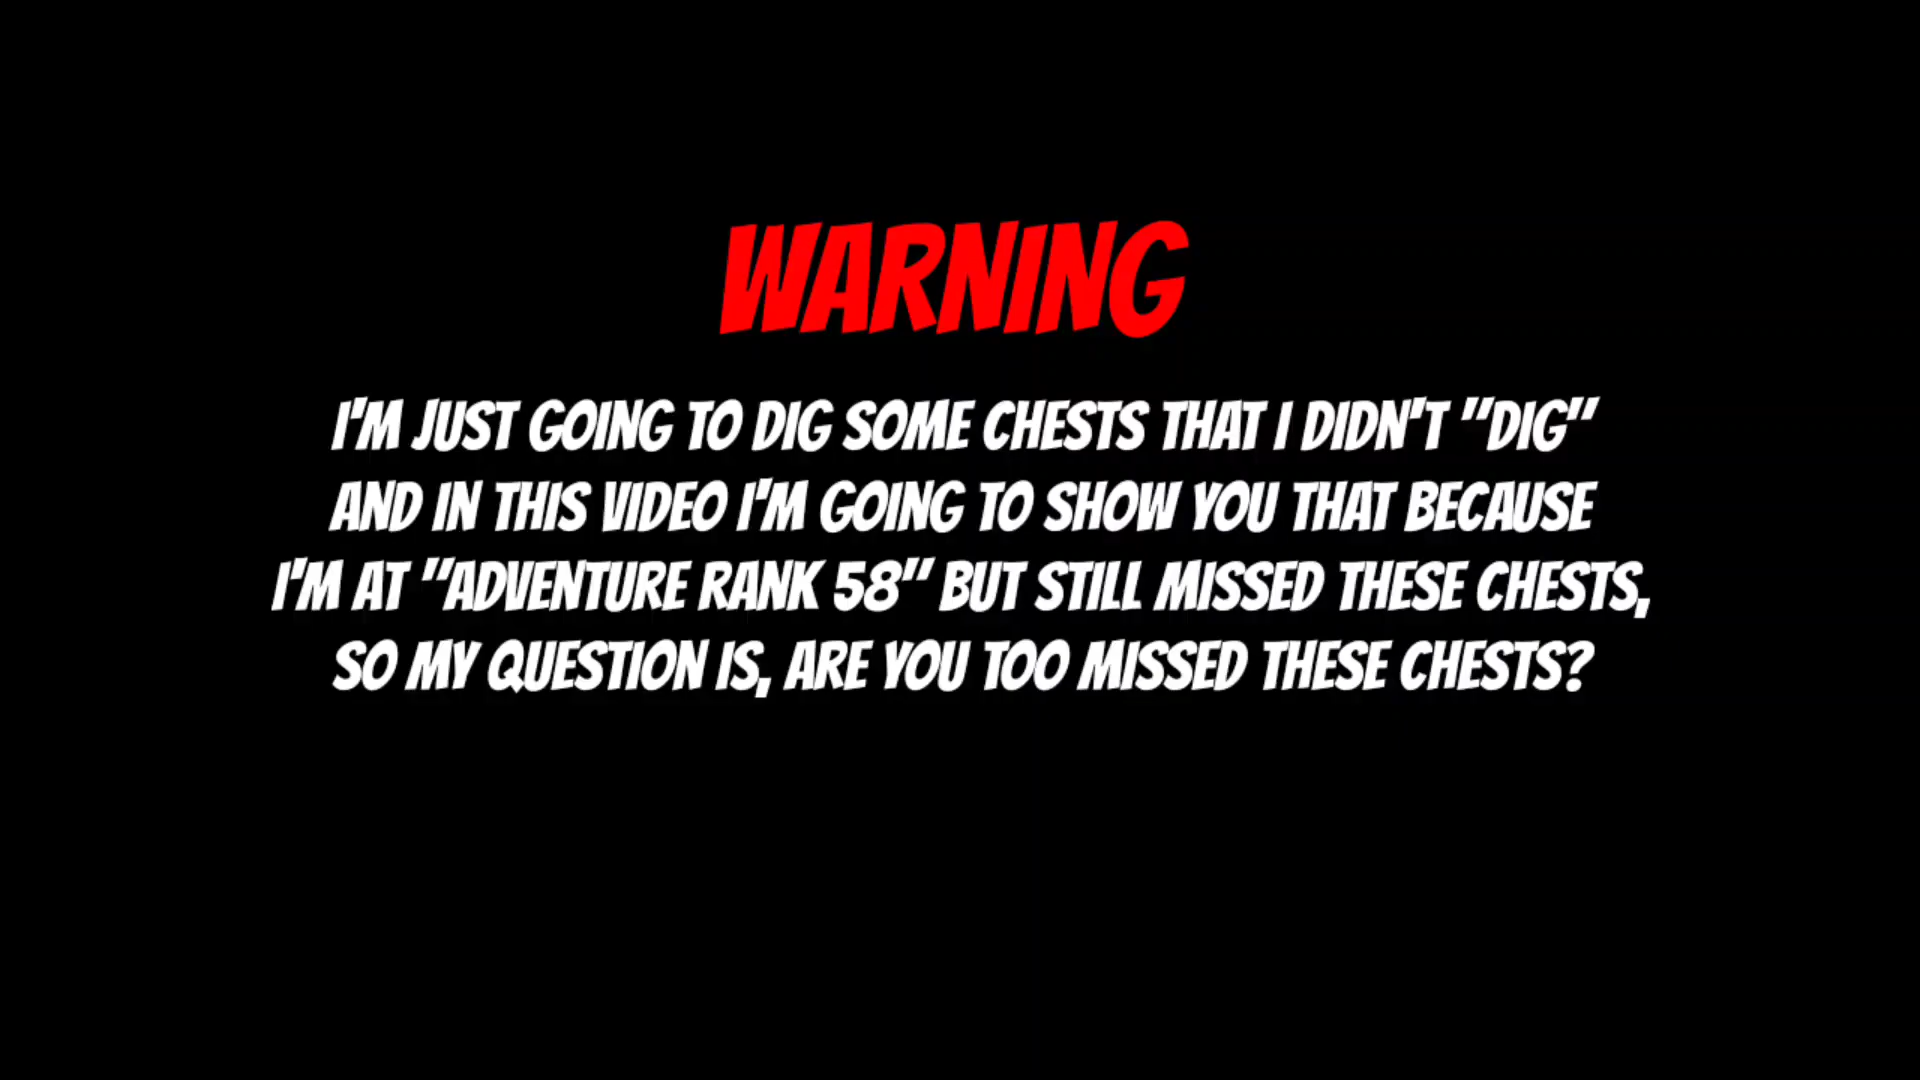 WARNING
I'M JUST GOING TO DIG SOME CHESTS THAT I DIDN'T "DIG"
AND IN THIS VIDEO I'M GOING TO SHOW YOU THAT BECAUSE
I'M AT "ADVENTURE RANK 58" BUT STILL MISSED THESE CHESTS,
SO MY QUESTION IS, ARE YOU TOO MISSED THESE CHESTS?